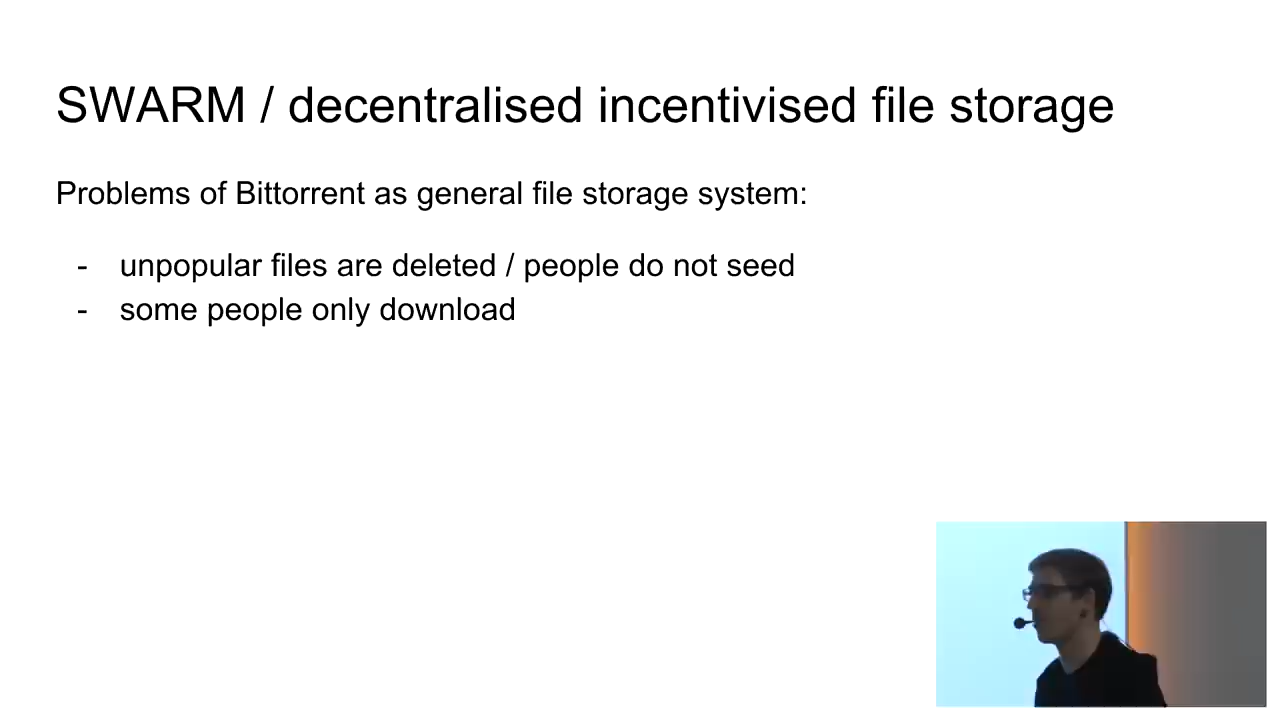 SWARM / decentralised incentivised file storage
Problems of Bittorrent as general file storage system:
- unpopular files are deleted / people do not seed
- some people only download